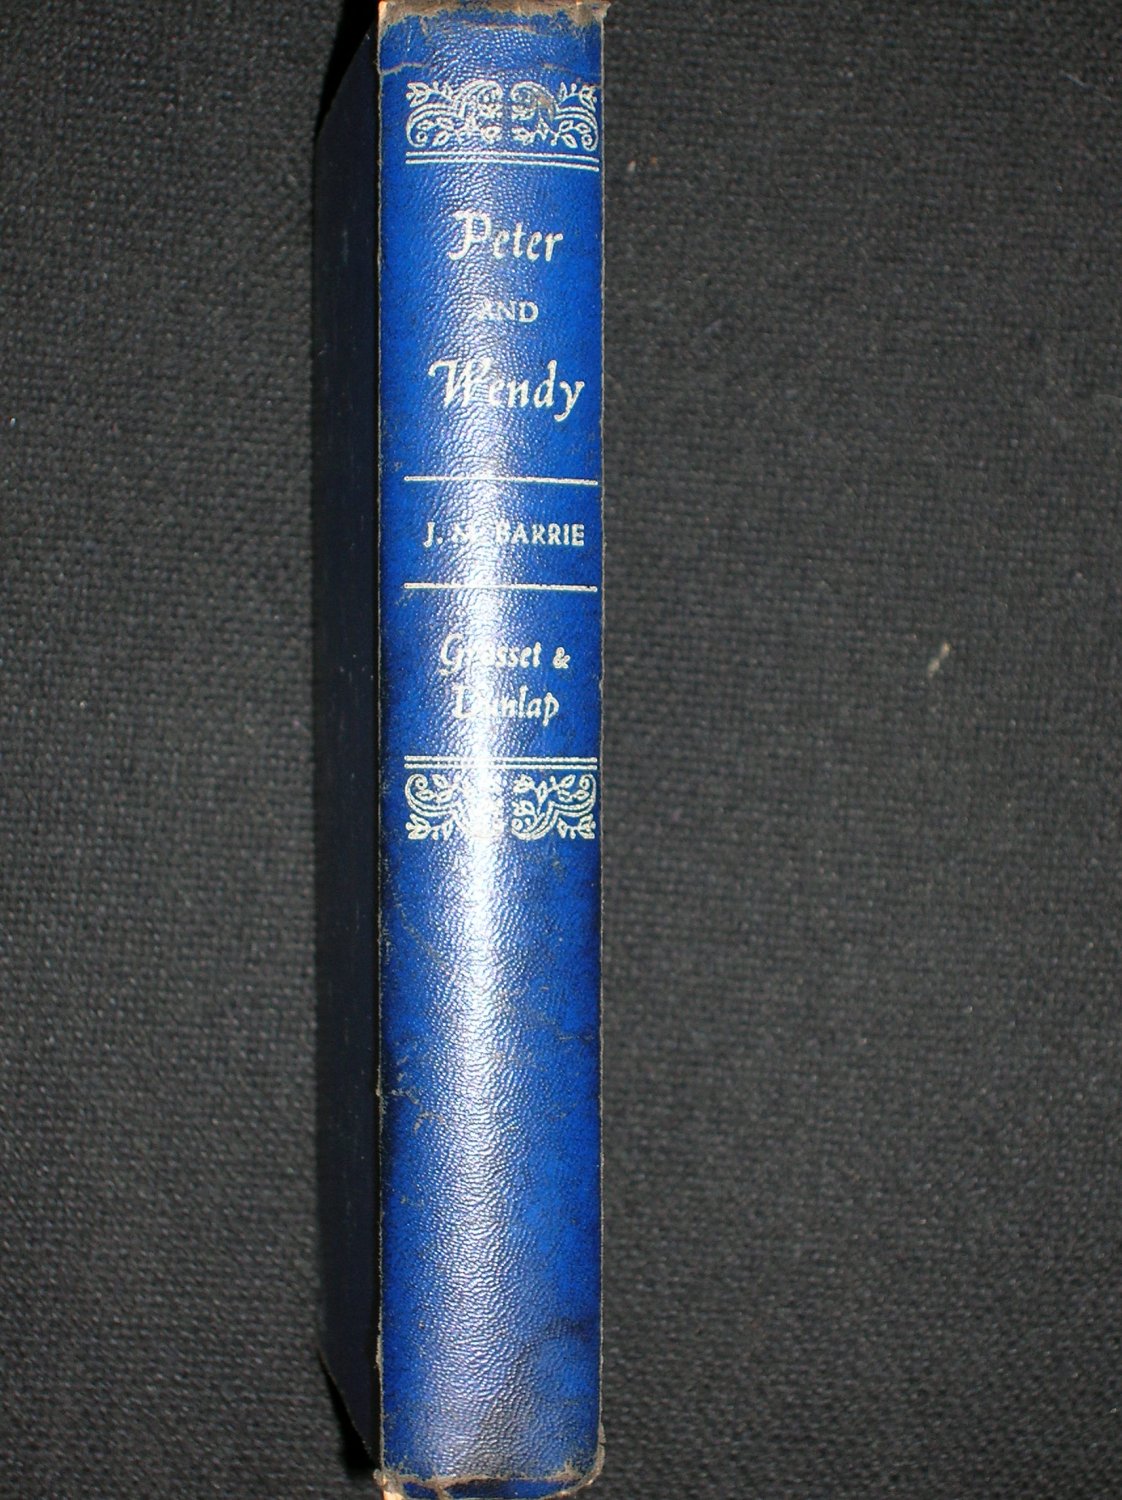 Peter
AND
Wendy
J. M. BARRIE
Grosset &
Dunlap